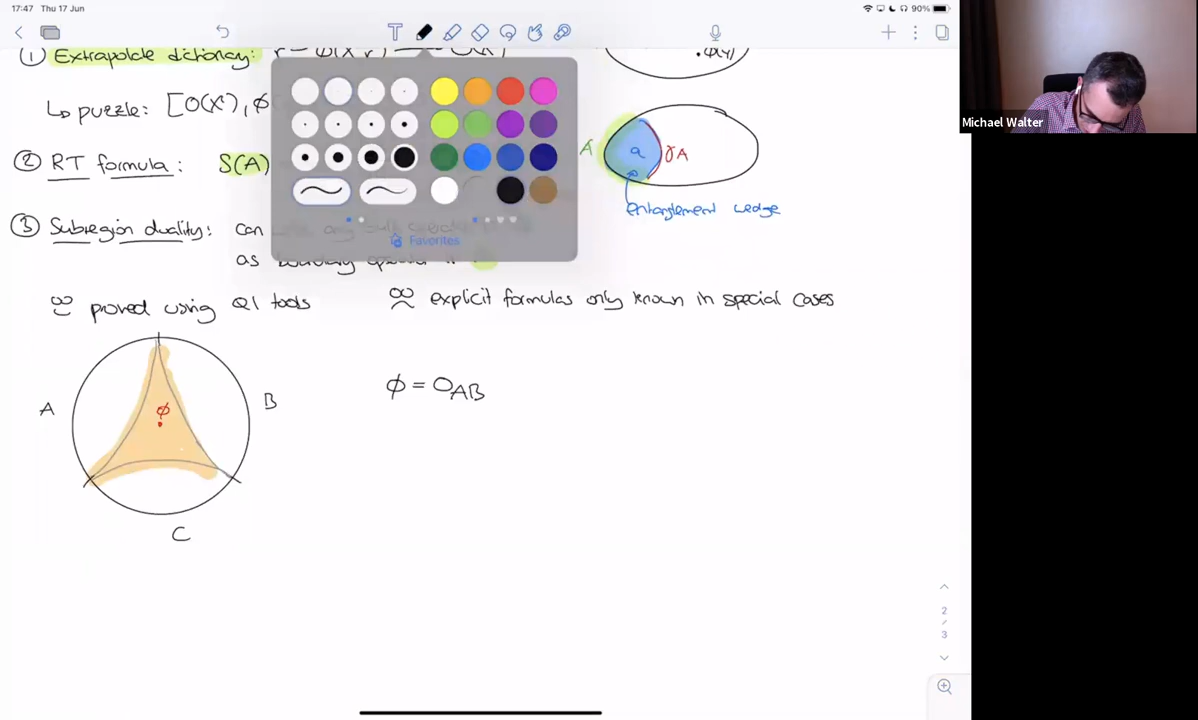 17:47 Thu 17 Jun
90%
① Extrapolate dictionary:
↳ puzzle: [O(x), ϕ
② RT formula: S(A)
A a γA
entanglement wedge
③ Subregion duality: can
as boundary operator
Favorites
proved using QI tools
explicit formulas only known in special cases
A ϕ B
C
ϕ = O_AB
2
/
3
T
Michael Walter